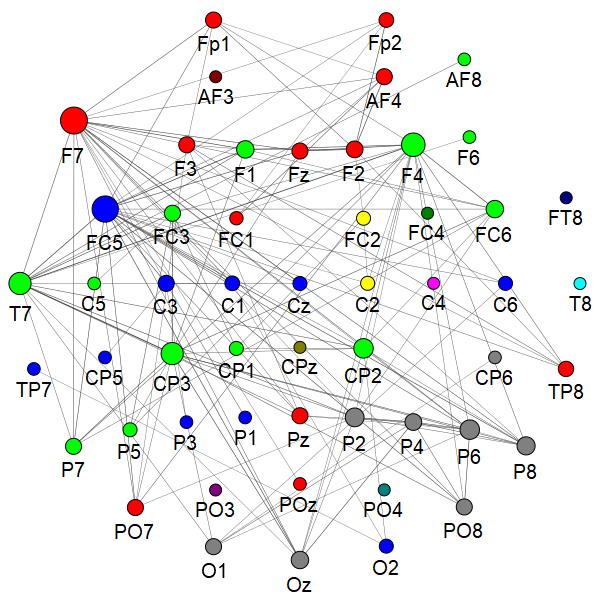 Fp1 Fp2
AF3 AF4 AF8
F7 F3 F1 Fz F2 F4 F6
FC5 FC3 FC1 FC2 FC4 FC6 FT8
T7 C5 C3 C1 Cz C2 C4 C6 T8
TP7 CP5 CP3 CP1 CPz CP2 CP6 TP8
P7 P5 P3 P1 Pz P2 P4 P6 P8
PO7 PO3 POz PO4 PO8
O1 Oz O2